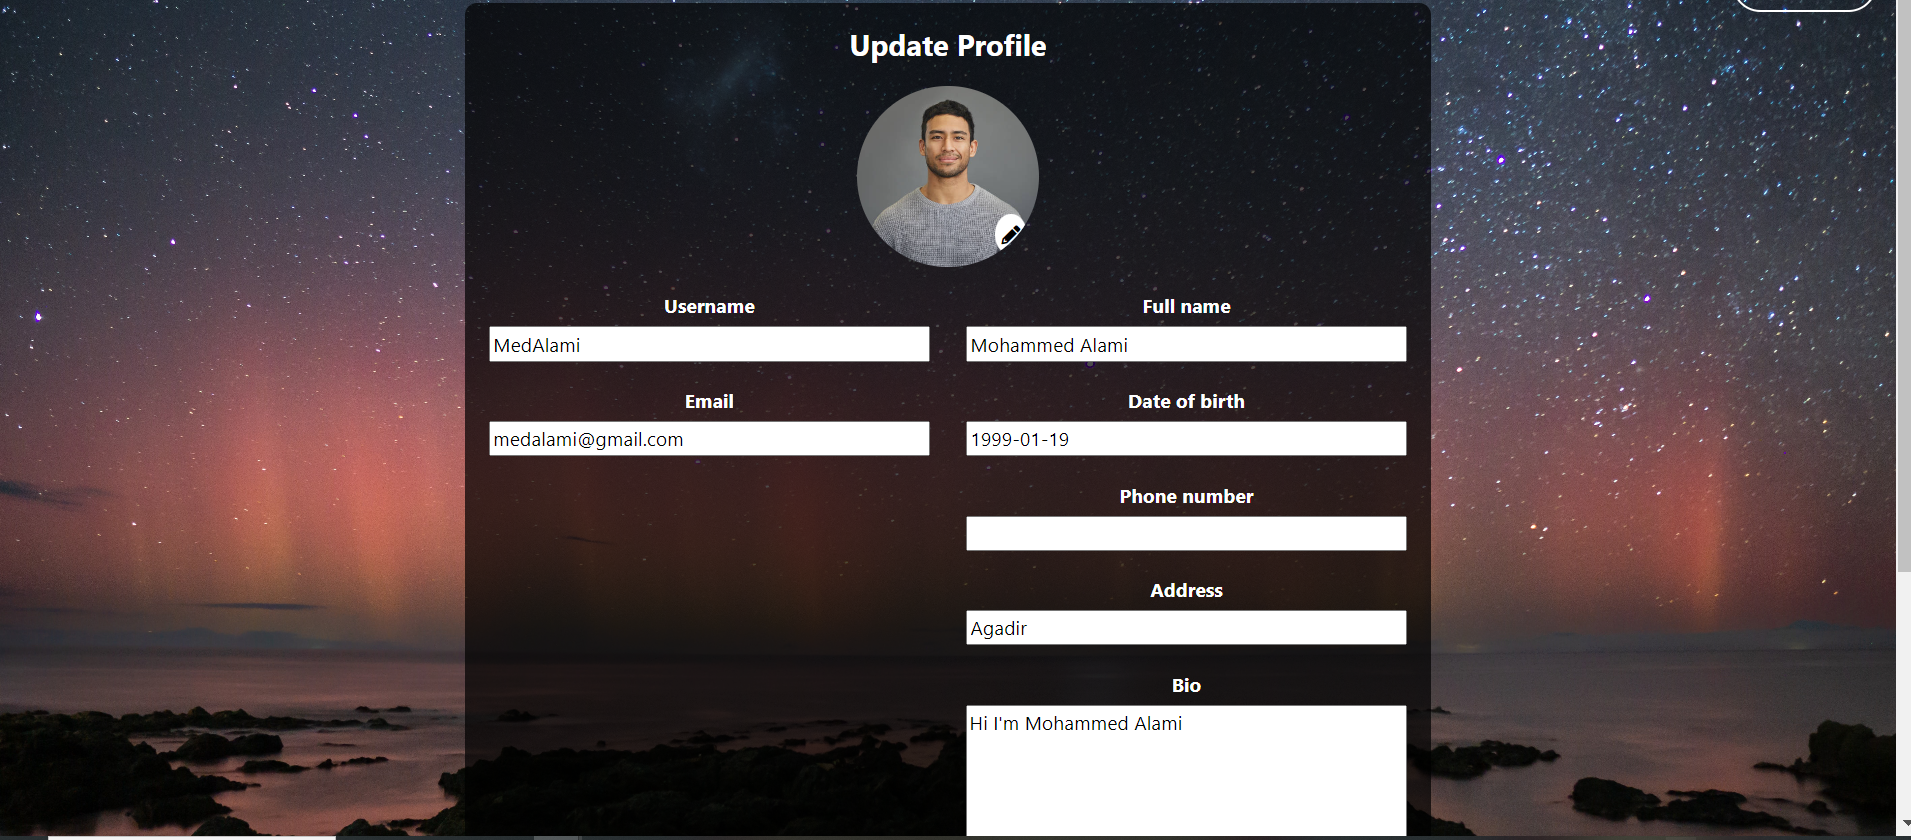 Update Profile
Username
MedAlami
Full name
Mohammed Alami
Email
medalami@gmail.com
Date of birth
1999-01-19
Phone number
Address
Agadir
Bio
Hi I'm Mohammed Alami